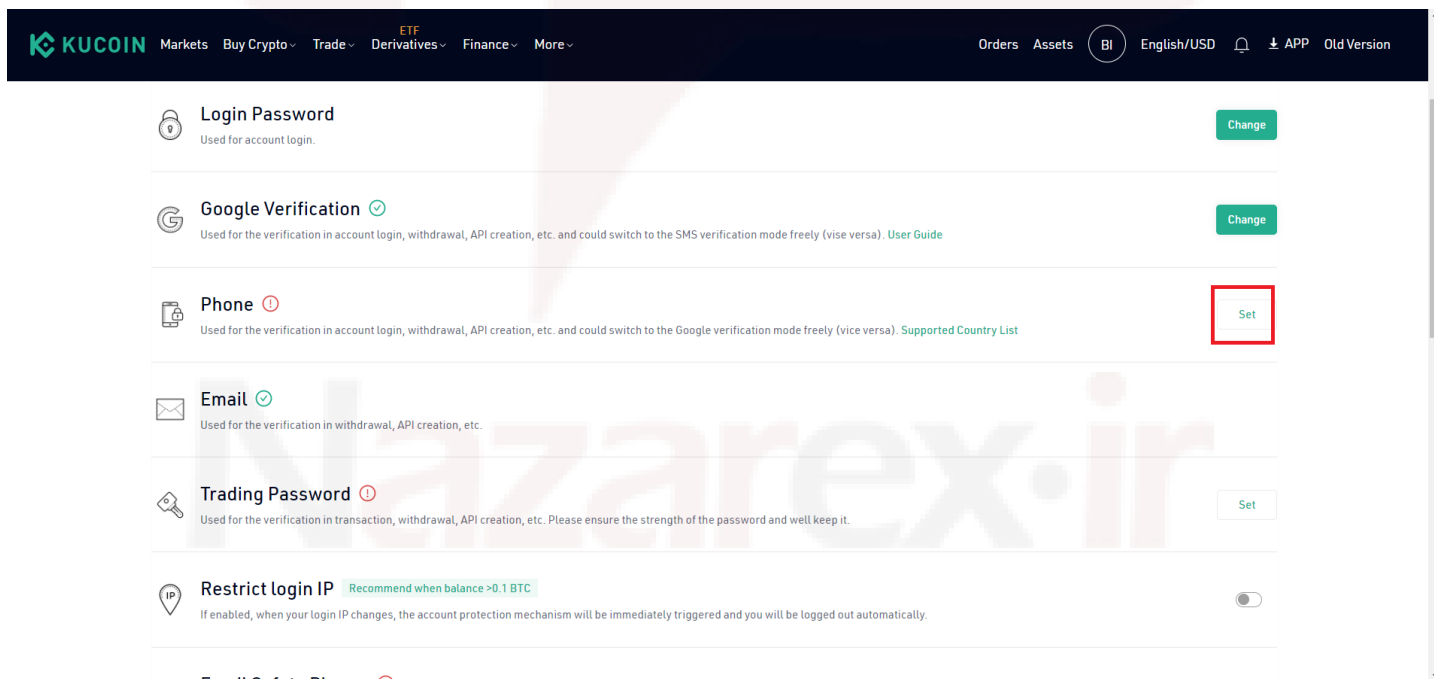 KUCOIN Markets Buy Crypto Trade ETF Derivatives Finance More Orders Assets BI English/USD APP Old Version
Login Password
Used for account login.
Change
Google Verification
Used for the verification in account login, withdrawal, API creation, etc. and could switch to the SMS verification mode freely (vise versa). User Guide
Change
Phone
Used for the verification in account login, withdrawal, API creation, etc. and could switch to the Google verification mode freely (vice versa). Supported Country List
Set
Email
Used for the verification in withdrawal, API creation, etc.
Trading Password
Used for the verification in transaction, withdrawal, API creation, etc. Please ensure the strength of the password and well keep it.
Set
IP
Restrict login IP Recommend when balance >0.1 BTC
If enabled, when your login IP changes, the account protection mechanism will be immediately triggered and you will be logged out automatically.
Nazarex.ir